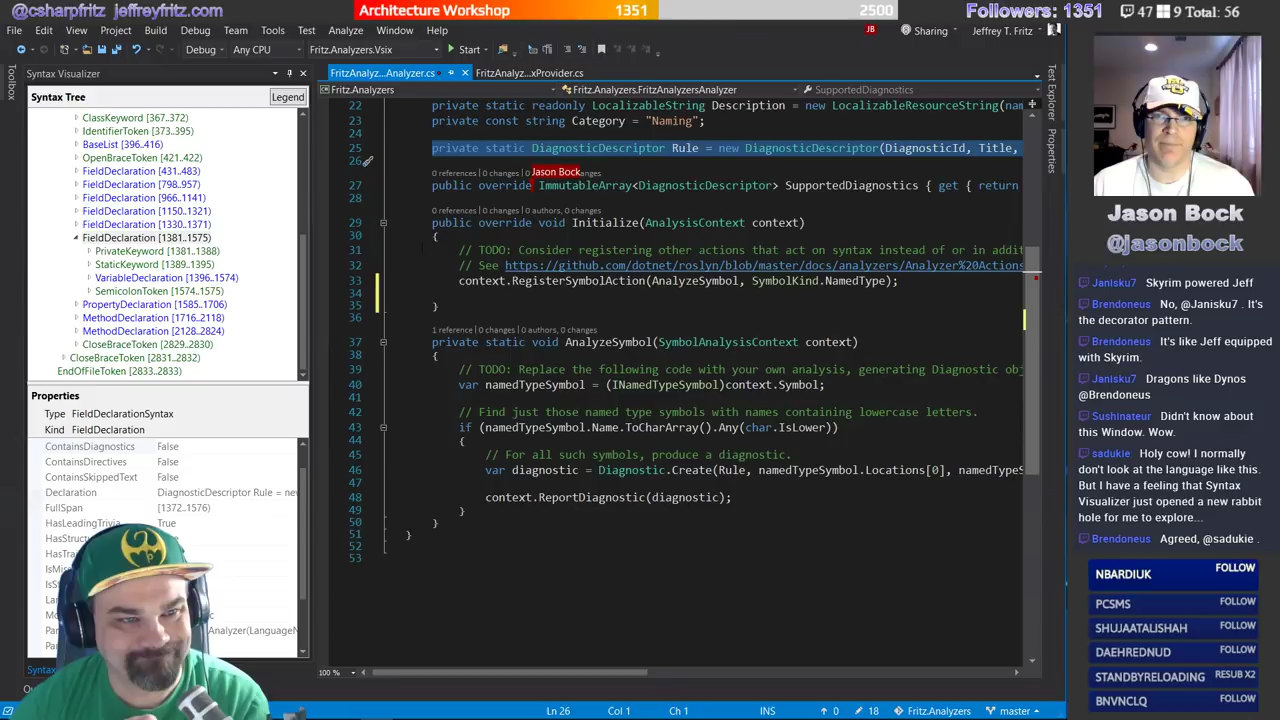 @csharpfritz jeffreyfritz.com
Architecture Workshop 1351 2500
Followers: 1351
47 9 Total: 56
File Edit View Project Build Debug Team Tools Test Analyze Window Help
JB
Sharing Jeffrey T. Fritz
Debug Any CPU Fritz.Analyzers.Vsix Start
Toolbox
Syntax Visualizer
Syntax Tree
Legend
ClassKeyword [367..372)
IdentifierToken [373..395)
BaseList [396..416)
OpenBraceToken [421..422)
FieldDeclaration [431..483)
FieldDeclaration [798..957)
FieldDeclaration [966..1141)
FieldDeclaration [1150..1321)
FieldDeclaration [1330..1371)
FieldDeclaration [1381..1575)
PrivateKeyword [1381..1388)
StaticKeyword [1389..1395)
VariableDeclaration [1396..1574)
SemicolonToken [1574..1575)
PropertyDeclaration [1585..1706)
MethodDeclaration [1716..2118)
MethodDeclaration [2128..2824)
CloseBraceToken [2829..2830)
CloseBraceToken [2831..2832)
EndOfFileToken [2833..2833)
Properties
Type FieldDeclarationSyntax
Kind FieldDeclaration
ContainsDiagnostics False
ContainsDirectives False
ContainsSkippedText False
Declaration DiagnosticDescriptor Rule = new
FullSpan [1372..1576)
HasLeadingTrivia True
Analyzer(LanguageN
Syntax
FritzAnalyz...Analyzer.cs FritzAnalyz...xProvider.cs
Fritz.Analyzers Fritz.Analyzers.FritzAnalyzersAnalyzer SupportedDiagnostics
22 private static readonly LocalizableString Description = new LocalizableResourceString(nam
23 private const string Category = "Naming";
24
25 private static DiagnosticDescriptor Rule = new DiagnosticDescriptor(DiagnosticId, Title,
26
0 references | 0 changes | 0 Jason Bock anges
27 public override ImmutableArray<DiagnosticDescriptor> SupportedDiagnostics { get { return
28
0 references | 0 changes | 0 authors, 0 changes
29 public override void Initialize(AnalysisContext context)
30 {
31 // TODO: Consider registering other actions that act on syntax instead of or in addit
32 // See https://github.com/dotnet/roslyn/blob/master/docs/analyzers/Analyzer%20Actions
33 context.RegisterSymbolAction(AnalyzeSymbol, SymbolKind.NamedType);
34
35 }
36
1 reference | 0 changes | 0 authors, 0 changes
37 private static void AnalyzeSymbol(SymbolAnalysisContext context)
38 {
39 // TODO: Replace the following code with your own analysis, generating Diagnostic obj
40 var namedTypeSymbol = (INamedTypeSymbol)context.Symbol;
41
42 // Find just those named type symbols with names containing lowercase letters.
43 if (namedTypeSymbol.Name.ToCharArray().Any(char.IsLower))
44 {
45 // For all such symbols, produce a diagnostic.
46 var diagnostic = Diagnostic.Create(Rule, namedTypeSymbol.Locations[0], namedTypeS
47
48 context.ReportDiagnostic(diagnostic);
49 }
50 }
51 }
52
53
100 %
Test Explorer
Properties
Ln 26 Col 1 Ch 1 INS 0 18 Fritz.Analyzers master
Jason Bock
@jasonbock
Janisku7 Skyrim powered Jeff
Brendoneus No, @Janisku7 . It's
the decorator pattern.
Brendoneus It's like Jeff equipped
with Skyrim.
Janisku7 Dragons like Dynos
@Brendoneus
Sushinateur Didn't know about
this Window. Wow.
sadukie Holy cow! I normally
don't look at the language like this.
But I have a feeling that Syntax
Visualizer just opened a new rabbit
hole for me to explore...
Brendoneus Agreed, @sadukie .
NBARDIUK FOLLOW
PCSMS FOLLOW
SHUJAATALISHAH FOLLOW
DAEHREDNUD FOLLOW
STANDBYRELOADING RESUB X2
BNVNCLQ FOLLOW